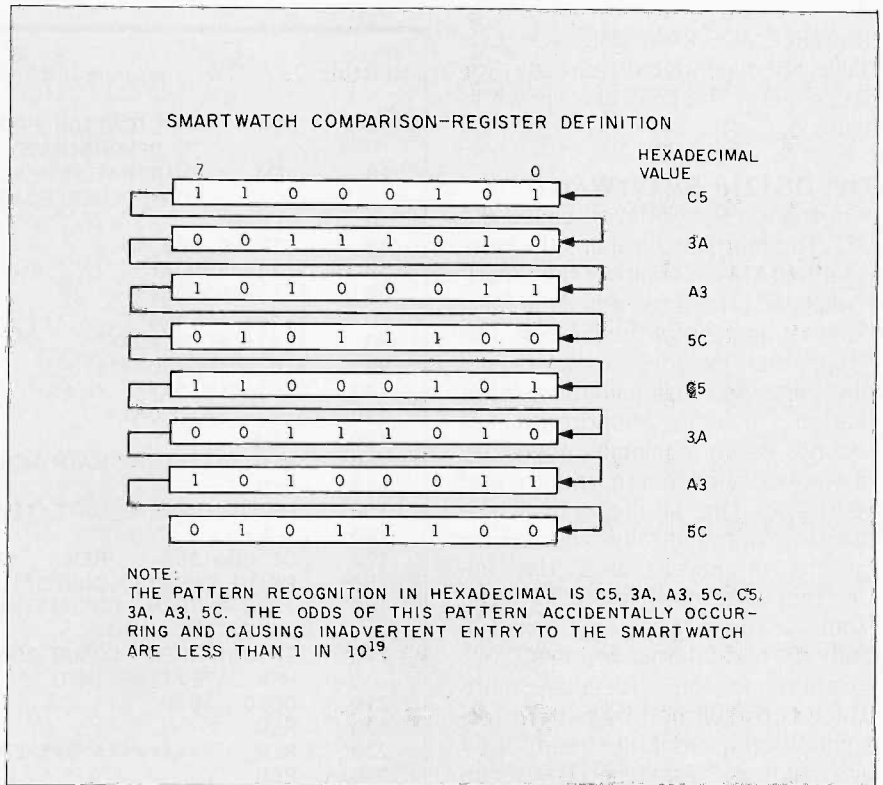 SMARTWATCH COMPARISON-REGISTER DEFINITION
HEXADECIMAL
VALUE
7 0
1 1 0 0 0 1 0 1 C5
0 0 1 1 1 0 1 0 3A
1 0 1 0 0 0 1 1 A3
0 1 0 1 1 1 0 0 5C
1 1 0 0 0 1 0 1 C5
0 0 1 1 1 0 1 0 3A
1 0 1 0 0 0 1 1 A3
0 1 0 1 1 1 0 0 5C
NOTE:
THE PATTERN RECOGNITION IN HEXADECIMAL IS C5, 3A, A3, 5C, C5,
3A, A3, 5C. THE ODDS OF THIS PATTERN ACCIDENTALLY OCCUR-
RING AND CAUSING INADVERTENT ENTRY TO THE SMARTWATCH
ARE LESS THAN 1 IN 10¹⁹.